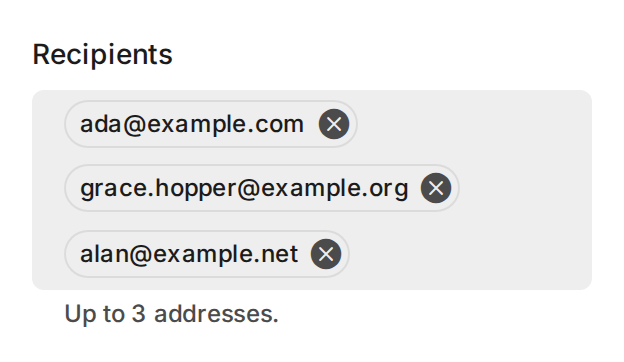 Recipients
ada@example.com
grace.hopper@example.org
alan@example.net
Up to 3 addresses.